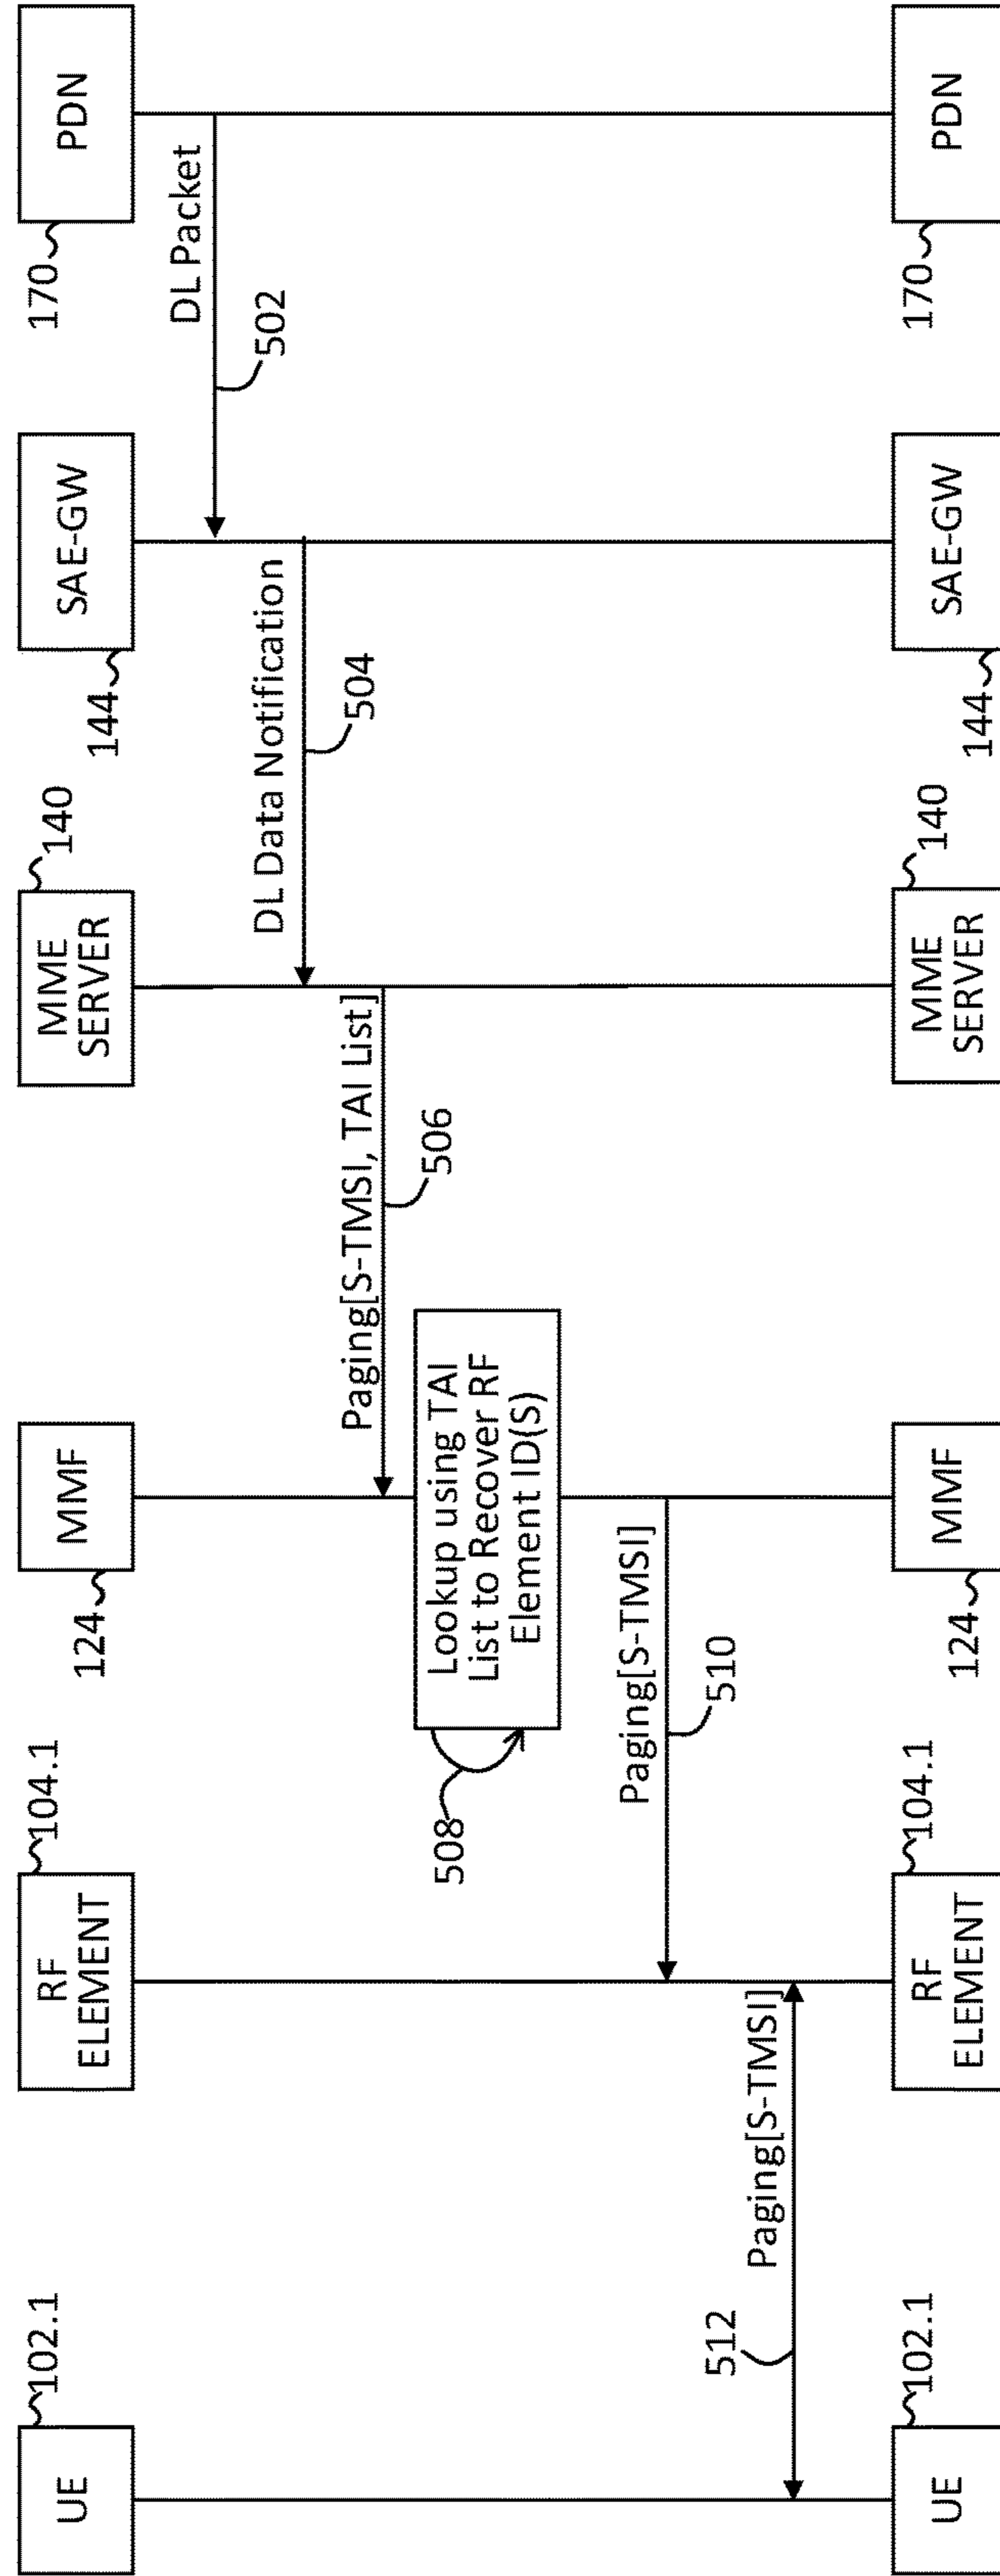 UE
102.1
RF
ELEMENT
104.1
124
MMF
MME
SERVER
140
144
SAE-GW
170
PDN
DL Packet
502
DL Data Notification
504
Paging[S-TMSI, TAI List]
506
Lookup using TAI
List to Recover RF
Element ID(S)
508
Paging[S-TMSI]
510
Paging[S-TMSI]
512
UE
102.1
RF
ELEMENT
104.1
124
MMF
MME
SERVER
140
144
SAE-GW
170
PDN